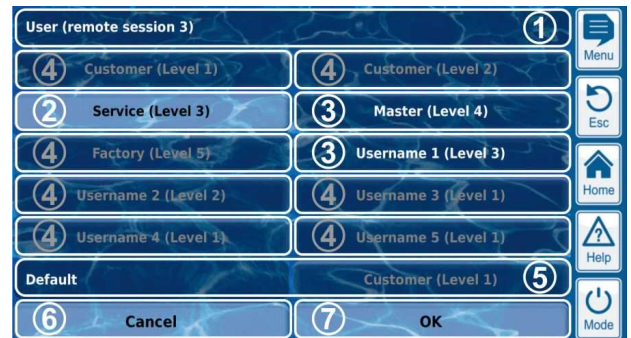 User (remote session 3) 1
4 Customer (Level 1) 4 Customer (Level 2)
2 Service (Level 3) 3 Master (Level 4)
4 Factory (Level 5) 3 Username 1 (Level 3)
4 Username 2 (Level 2) 4 Username 3 (Level 1)
4 Username 4 (Level 1) 4 Username 5 (Level 1)
Default Customer (Level 1) 5
6 Cancel 7 OK
Menu
Esc
Home
?
Help
Mode